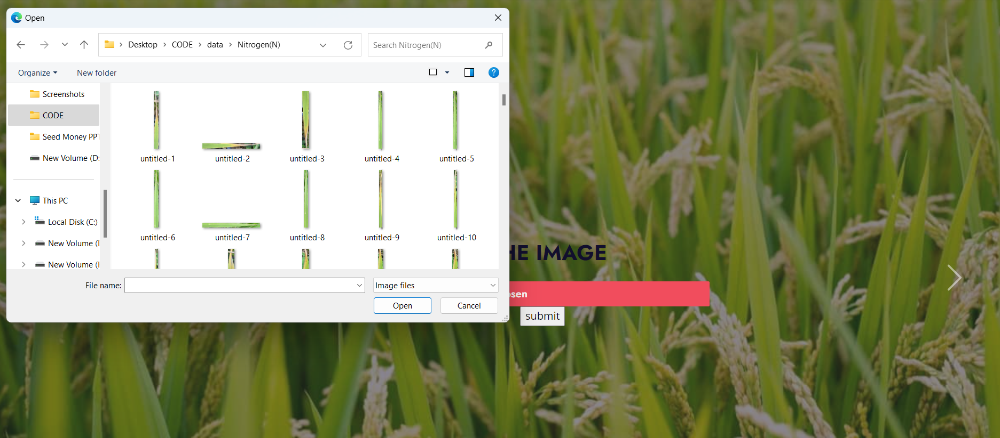 Open
Desktop CODE data Nitrogen(N)
Search Nitrogen(N)
Organize New folder
?
Screenshots
CODE
Seed Money PPT
New Volume (D:
This PC
Local Disk (C:)
New Volume (E
New Volume (E
untitled-1 untitled-2 untitled-3 untitled-4 untitled-5
untitled-6 untitled-7 untitled-8 untitled-9 untitled-10
File name: Image files
Open Cancel
HE IMAGE
osen
submit